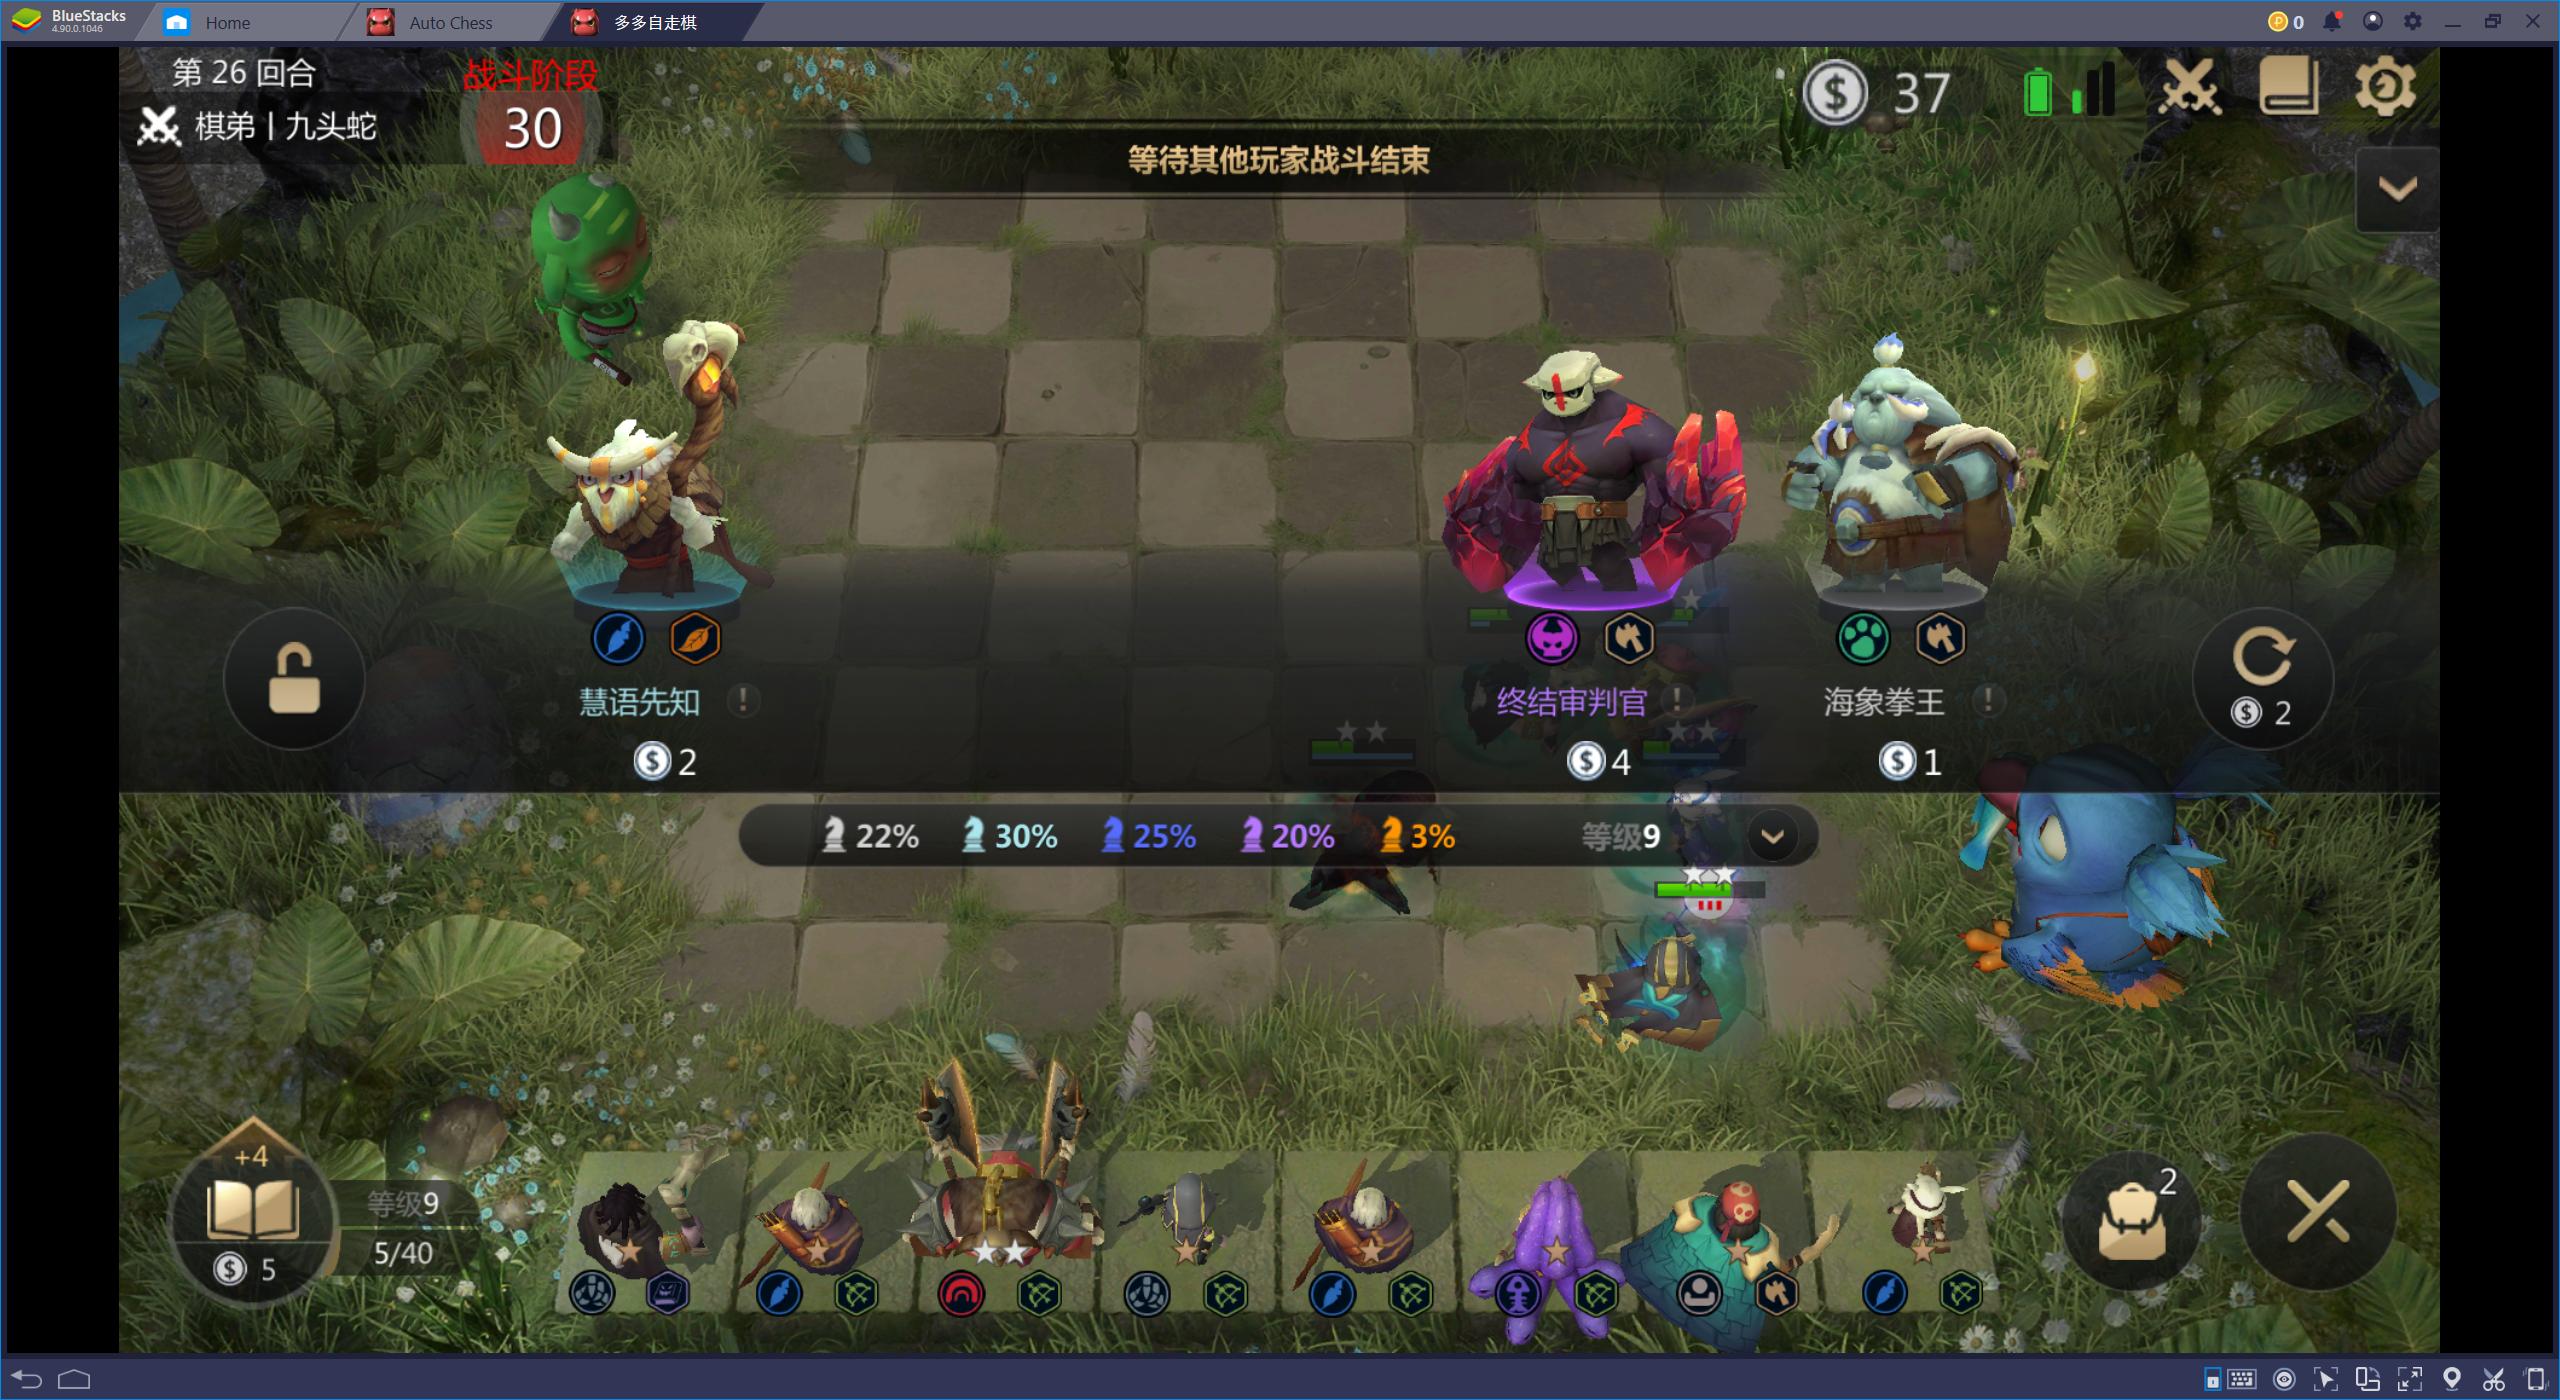 BlueStacks
4.90.0.1046
Home
Auto Chess
多多自走棋
0
第 26 回合
战斗阶段
30
棋弟丨九头蛇
37
等待其他玩家战斗结束
慧语先知
2
终结审判官
4
海象拳王
1
2
22% 30% 25% 20% 3% 等级9
+4
5
等级9
5/40
2